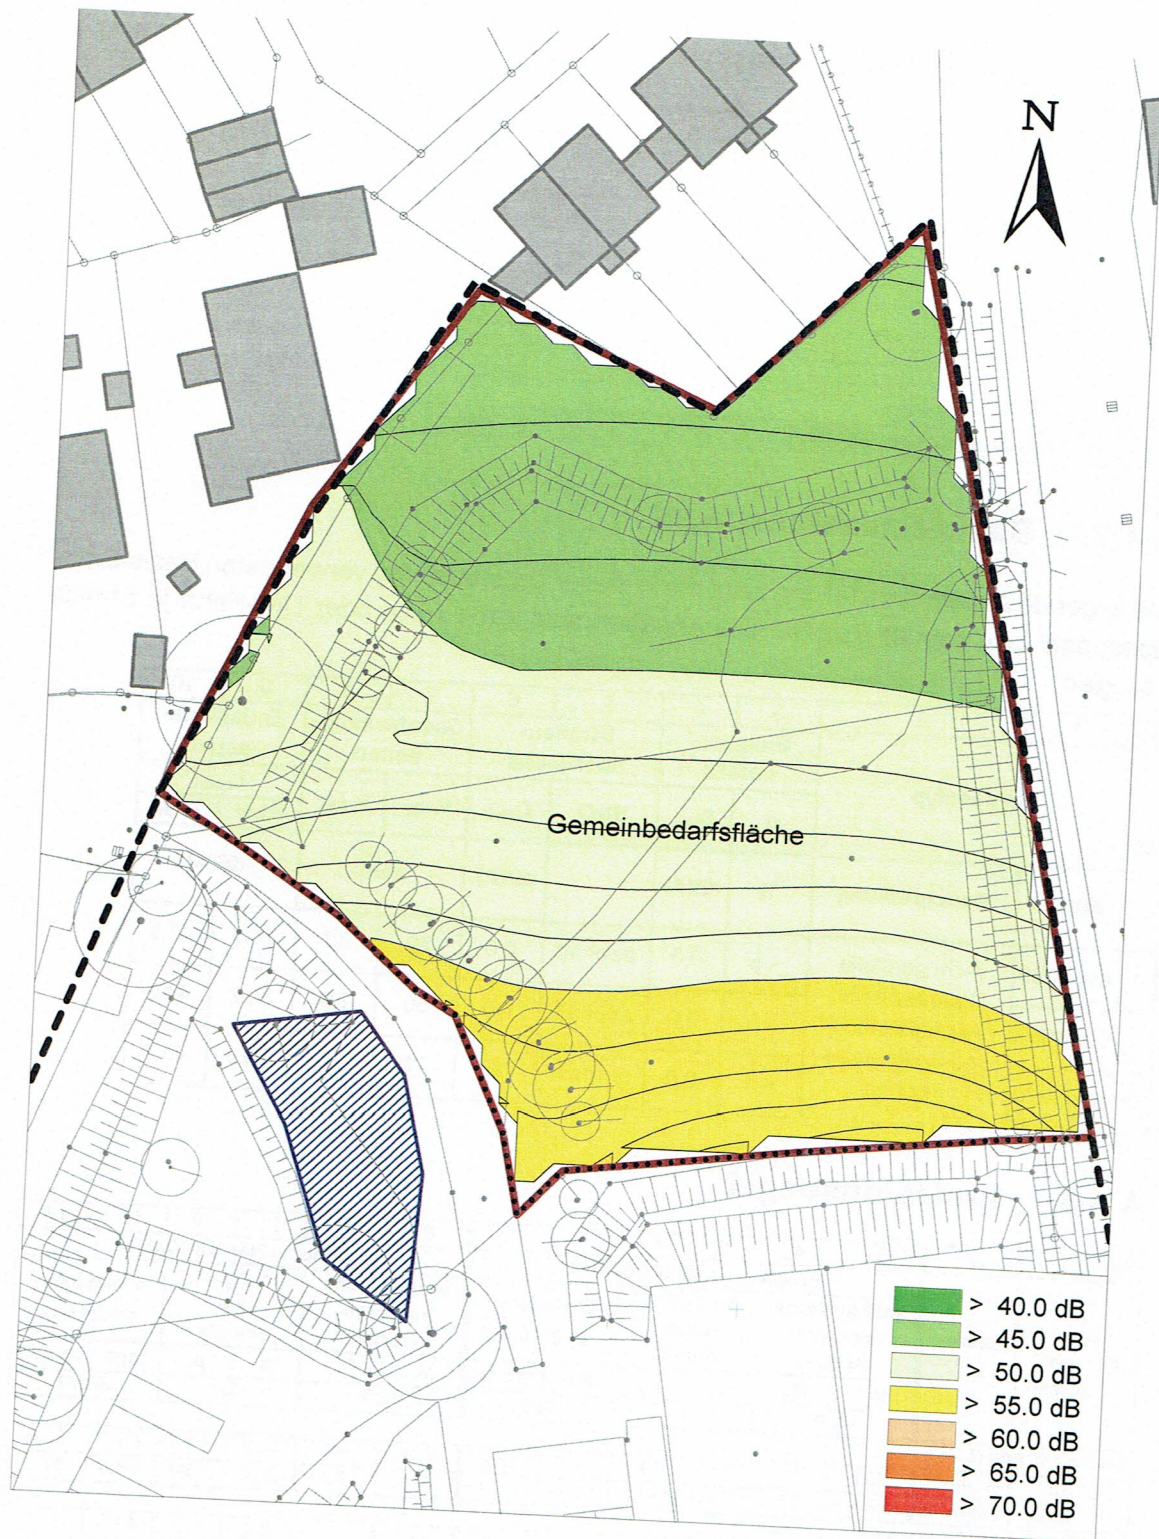 N
Gemeinbedarfsfläche
> 40.0 dB
> 45.0 dB
> 50.0 dB
> 55.0 dB
> 60.0 dB
> 65.0 dB
> 70.0 dB